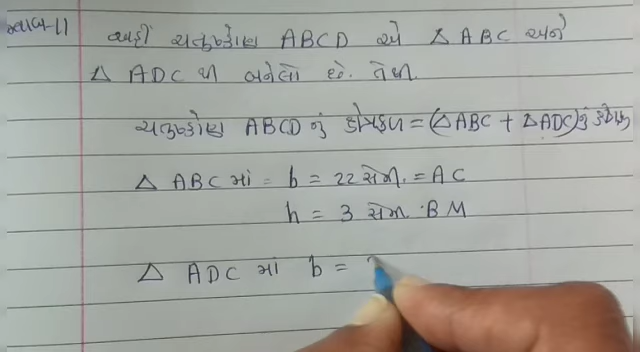 જવાબ-11
અહીં ચતુષ્કોણ ABCD એ △ ABC અને
△ ADC થી બનેલો છે. તેથી
ચતુષ્કોણ ABCD નું ક્ષેત્રફળ = (△ ABC + △ ADC) નું ક્ષેત્રફળ
△ ABC માં = b = 22 સેમી. = AC
h = 3 સેમી . BM
△ ADC માં b =